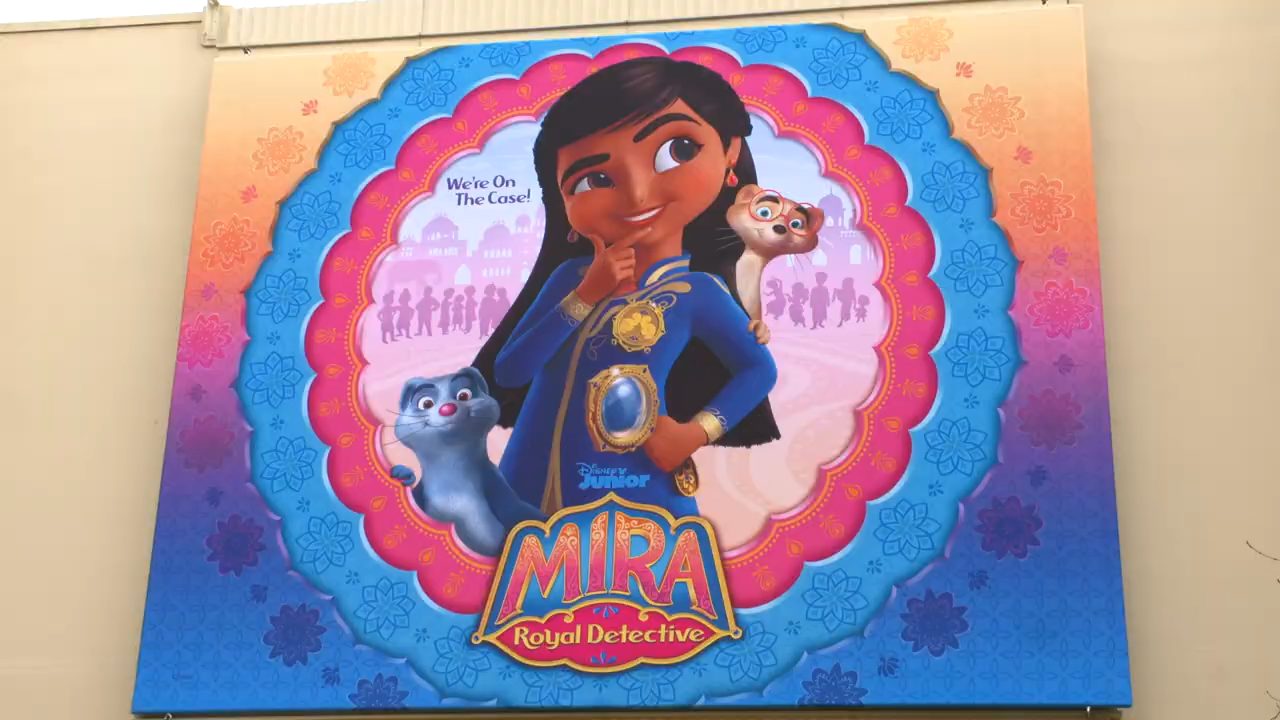 We're On
The Case!
Disney
Junior
MIRA
Royal Detective